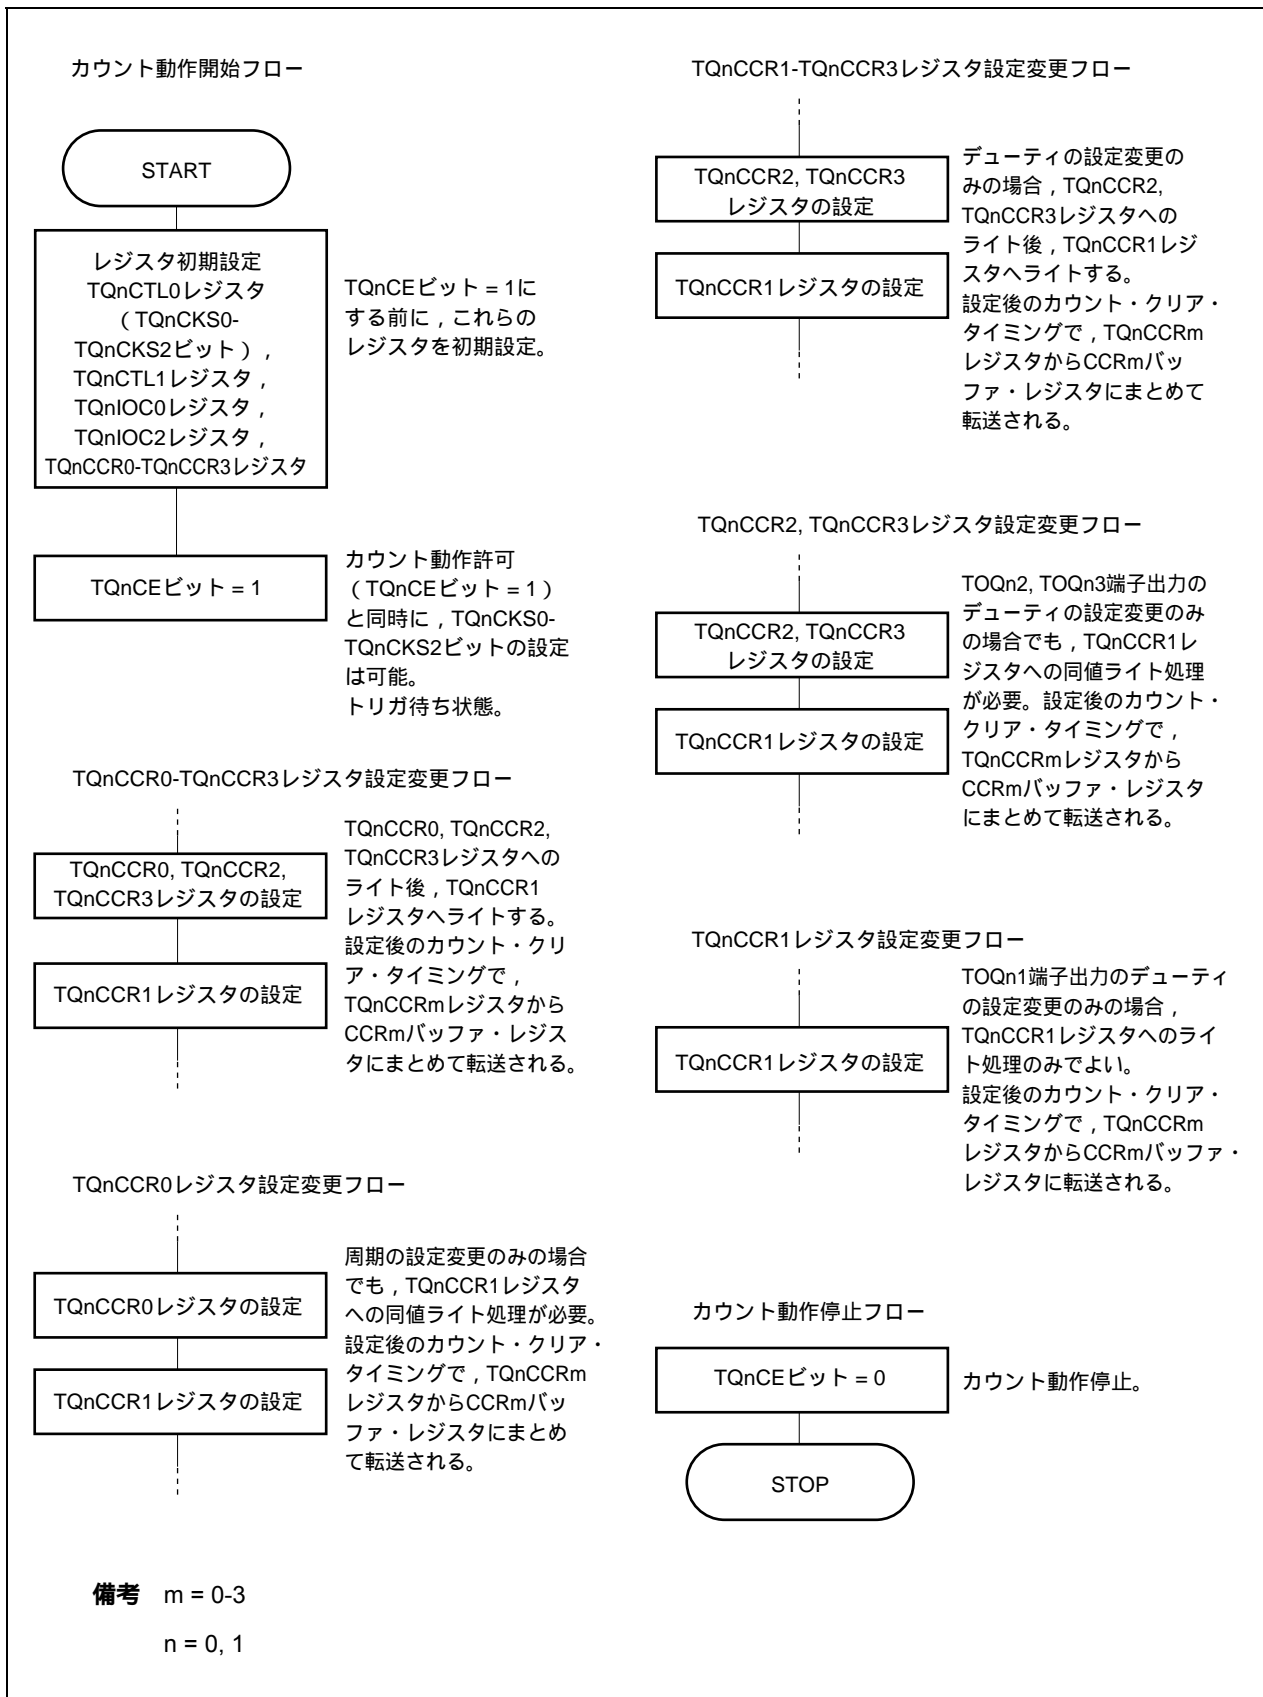 カウント動作開始フロー
START
レジスタ初期設定
TQnCTL0レジスタ
（TQnCKS0-
TQnCKS2ビット），
TQnCTL1レジスタ，
TQnIOC0レジスタ，
TQnIOC2レジスタ，
TQnCCR0-TQnCCR3レジスタ
TQnCEビット = 1に
する前に，これらの
レジスタを初期設定。
TQnCEビット = 1
カウント動作許可
（TQnCEビット = 1）
と同時に，TQnCKS0-
TQnCKS2ビットの設定
は可能。
トリガ待ち状態。
TQnCCR0-TQnCCR3レジスタ設定変更フロー
TQnCCR0, TQnCCR2,
TQnCCR3レジスタの設定
TQnCCR1レジスタの設定
TQnCCR0, TQnCCR2,
TQnCCR3レジスタへの
ライト後，TQnCCR1
レジスタへライトする。
設定後のカウント・クリ
ア・タイミングで，
TQnCCRmレジスタから
CCRmバッファ・レジス
タにまとめて転送される。
TQnCCR0レジスタ設定変更フロー
TQnCCR0レジスタの設定
TQnCCR1レジスタの設定
周期の設定変更のみの場合
でも，TQnCCR1レジスタ
への同値ライト処理が必要。
設定後のカウント・クリア・
タイミングで，TQnCCRm
レジスタからCCRmバッ
ファ・レジスタにまとめ
て転送される。
TQnCCR1-TQnCCR3レジスタ設定変更フロー
TQnCCR2, TQnCCR3
レジスタの設定
TQnCCR1レジスタの設定
デューティの設定変更の
みの場合，TQnCCR2,
TQnCCR3レジスタへの
ライト後，TQnCCR1レジ
スタへライトする。
設定後のカウント・クリア・
タイミングで，TQnCCRm
レジスタからCCRmバッ
ファ・レジスタにまとめて
転送される。
TQnCCR2, TQnCCR3レジスタ設定変更フロー
TQnCCR2, TQnCCR3
レジスタの設定
TQnCCR1レジスタの設定
TOQn2, TOQn3端子出力の
デューティの設定変更のみ
の場合でも，TQnCCR1レ
ジスタへの同値ライト処理
が必要。設定後のカウント・
クリア・タイミングで，
TQnCCRmレジスタから
CCRmバッファ・レジスタ
にまとめて転送される。
TQnCCR1レジスタ設定変更フロー
TQnCCR1レジスタの設定
TOQn1端子出力のデューティ
の設定変更のみの場合，
TQnCCR1レジスタへのライ
ト処理のみでよい。
設定後のカウント・クリア・
タイミングで，TQnCCRm
レジスタからCCRmバッファ・
レジスタに転送される。
カウント動作停止フロー
TQnCEビット = 0
カウント動作停止。
STOP
備考 m = 0-3
n = 0, 1